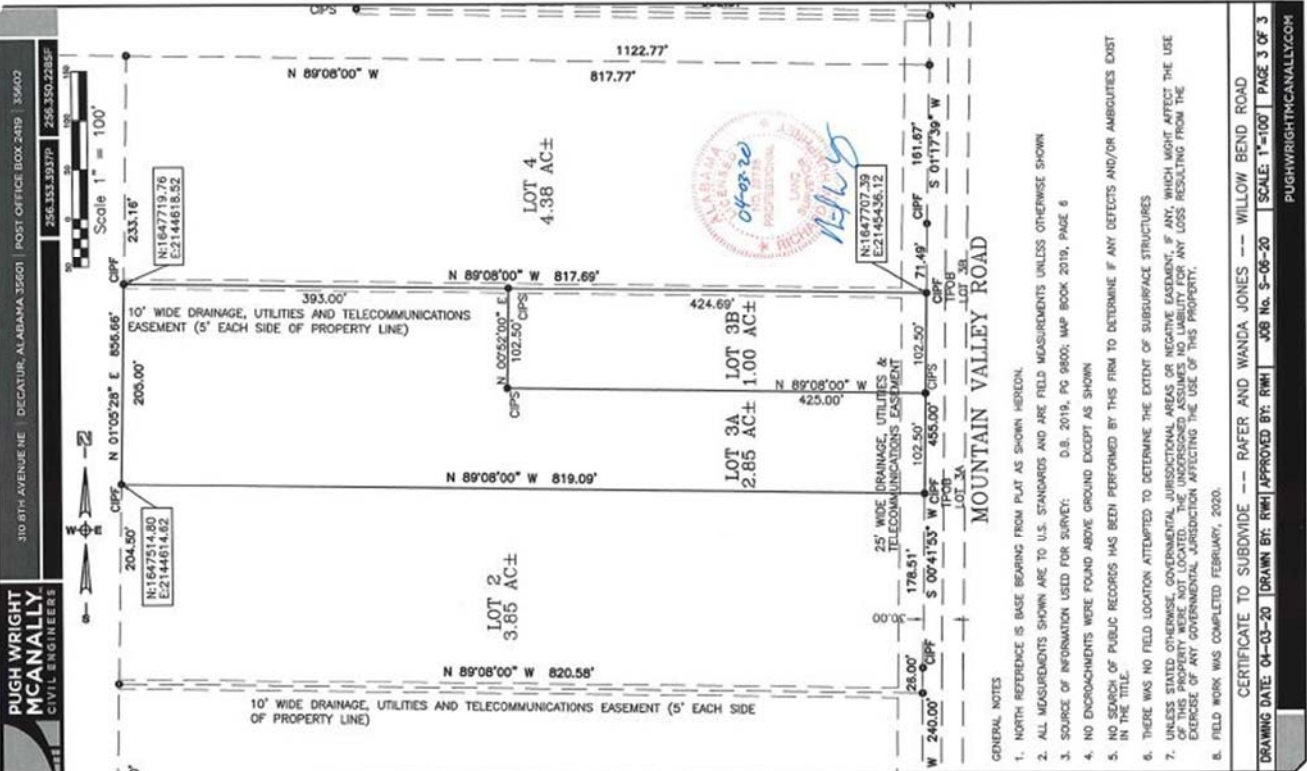 PUGH WRIGHT
MCANALLY
CIVIL ENGINEERS
310 8TH AVENUE NE | DECATUR, ALABAMA 35601 | POST OFFICE BOX 2419 | 35602
256.353.3937P
256.350.2285F
Scale 1" = 100'
50
0
50
100
150
N
W E
S
CIPS
1122.77'
N 89°08'00" W
817.77'
LOT 4
4.38 AC±
233.16'
N:1647719.76
E:2144618.52
CIPF
N 89°08'00" W 817.69'
393.00'
424.69'
10' WIDE DRAINAGE, UTILITIES AND TELECOMMUNICATIONS
EASEMENT (5' EACH SIDE OF PROPERTY LINE)
N 00°52'00" E
102.50'
CIPS
CIPS
N 01°05'28" E 856.66'
205.00'
LOT 3B
1.00 AC±
N 89°08'00" W
425.00'
LOT 3A
2.85 AC±
CIPF
N 89°08'00" W 819.09'
204.50'
N:1647514.80
E:2144614.62
LOT 2
3.85 AC±
N 89°08'00" W 820.58'
10' WIDE DRAINAGE, UTILITIES AND TELECOMMUNICATIONS EASEMENT (5' EACH SIDE
OF PROPERTY LINE)
25' WIDE DRAINAGE, UTILITIES &
TELECOMMUNICATIONS EASEMENT
ALABAMA
LICENSED
PROFESSIONAL
LAND
SURVEYOR
04-03-20
N:1647707.39
E:2145436.12
161.67'
S 01°17'39" W
CIPF
71.49'
CIPF
TPOB
LOT 3B
102.50'
CIPS
455.00'
102.50'
CIPF
TPOB
LOT 3A
S 00°41'53" W
178.51'
30.00'
CIPF
26.00'
240.00'
W
MOUNTAIN VALLEY ROAD
GENERAL NOTES
1. NORTH REFERENCE IS BASE BEARING FROM PLAT AS SHOWN HEREON.
2. ALL MEASUREMENTS SHOWN ARE TO U.S. STANDARDS AND ARE FIELD MEASUREMENTS UNLESS OTHERWISE SHOWN
3. SOURCE OF INFORMATION USED FOR SURVEY: D.B. 2019, PG 9800; MAP BOOK 2019, PAGE 6
4. NO ENCROACHMENTS WERE FOUND ABOVE GROUND EXCEPT AS SHOWN
5. NO SEARCH OF PUBLIC RECORDS HAS BEEN PERFORMED BY THIS FIRM TO DETERMINE IF ANY DEFECTS AND/OR AMBIGUITIES EXIST
IN THE TITLE.
6. THERE WAS NO FIELD LOCATION ATTEMPTED TO DETERMINE THE EXTENT OF SUBSURFACE STRUCTURES
7. UNLESS STATED OTHERWISE, GOVERNMENTAL JURISDICTIONAL AREAS OR NEGATIVE EASEMENT, IF ANY, WHICH MIGHT AFFECT THE USE
OF THIS PROPERTY WERE NOT LOCATED. THE UNDERSIGNED ASSUMES NO LIABILITY FOR ANY LOSS RESULTING FROM THE
EXERCISE OF ANY GOVERNMENTAL JURISDICTION AFFECTING THE USE OF THIS PROPERTY.
8. FIELD WORK WAS COMPLETED FEBRUARY, 2020.
CERTIFICATE TO SUBDIVIDE -- RAFER AND WANDA JONES -- WILLOW BEND ROAD
DRAWING DATE: 04-03-20 DRAWN BY: RWH APPROVED BY: RWH JOB No. S-06-20 SCALE: 1"=100' PAGE 3 OF 3
PUGHWRIGHTMCANALLY.COM